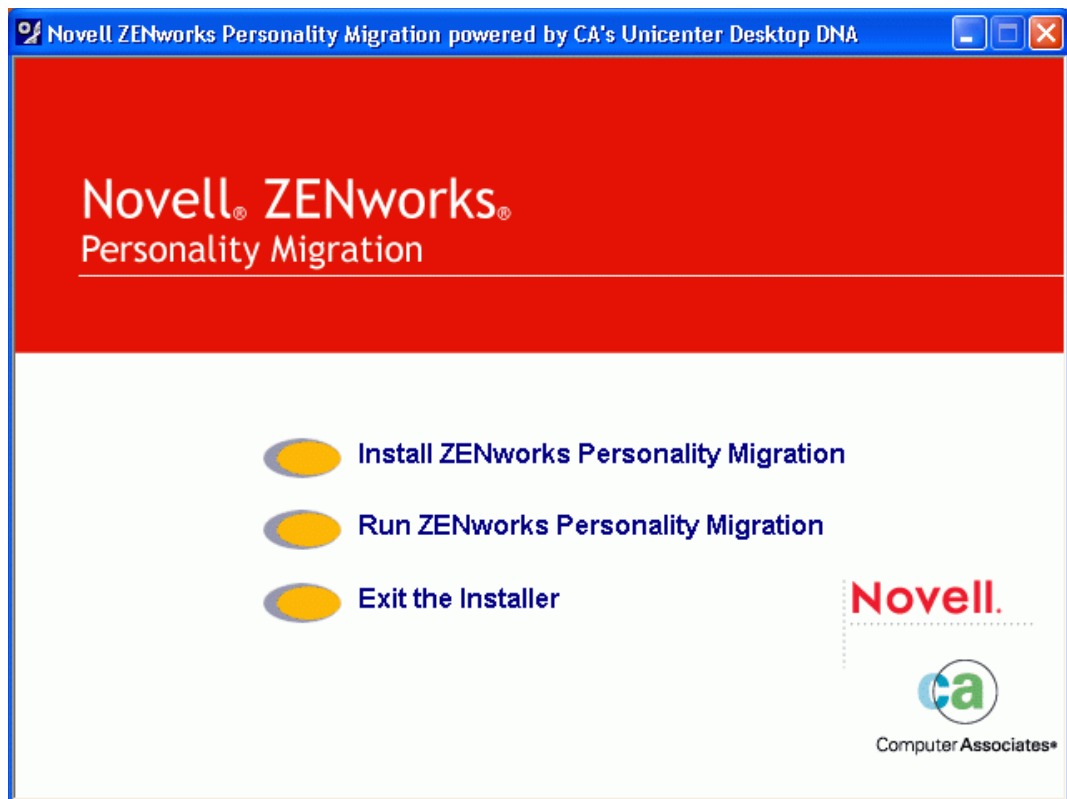 Novell ZENworks Personality Migration powered by CA's Unicenter Desktop DNA
Novell® ZENworks®
Personality Migration
Install ZENworks Personality Migration
Run ZENworks Personality Migration
Exit the Installer
Novell.
ca
Computer Associates®